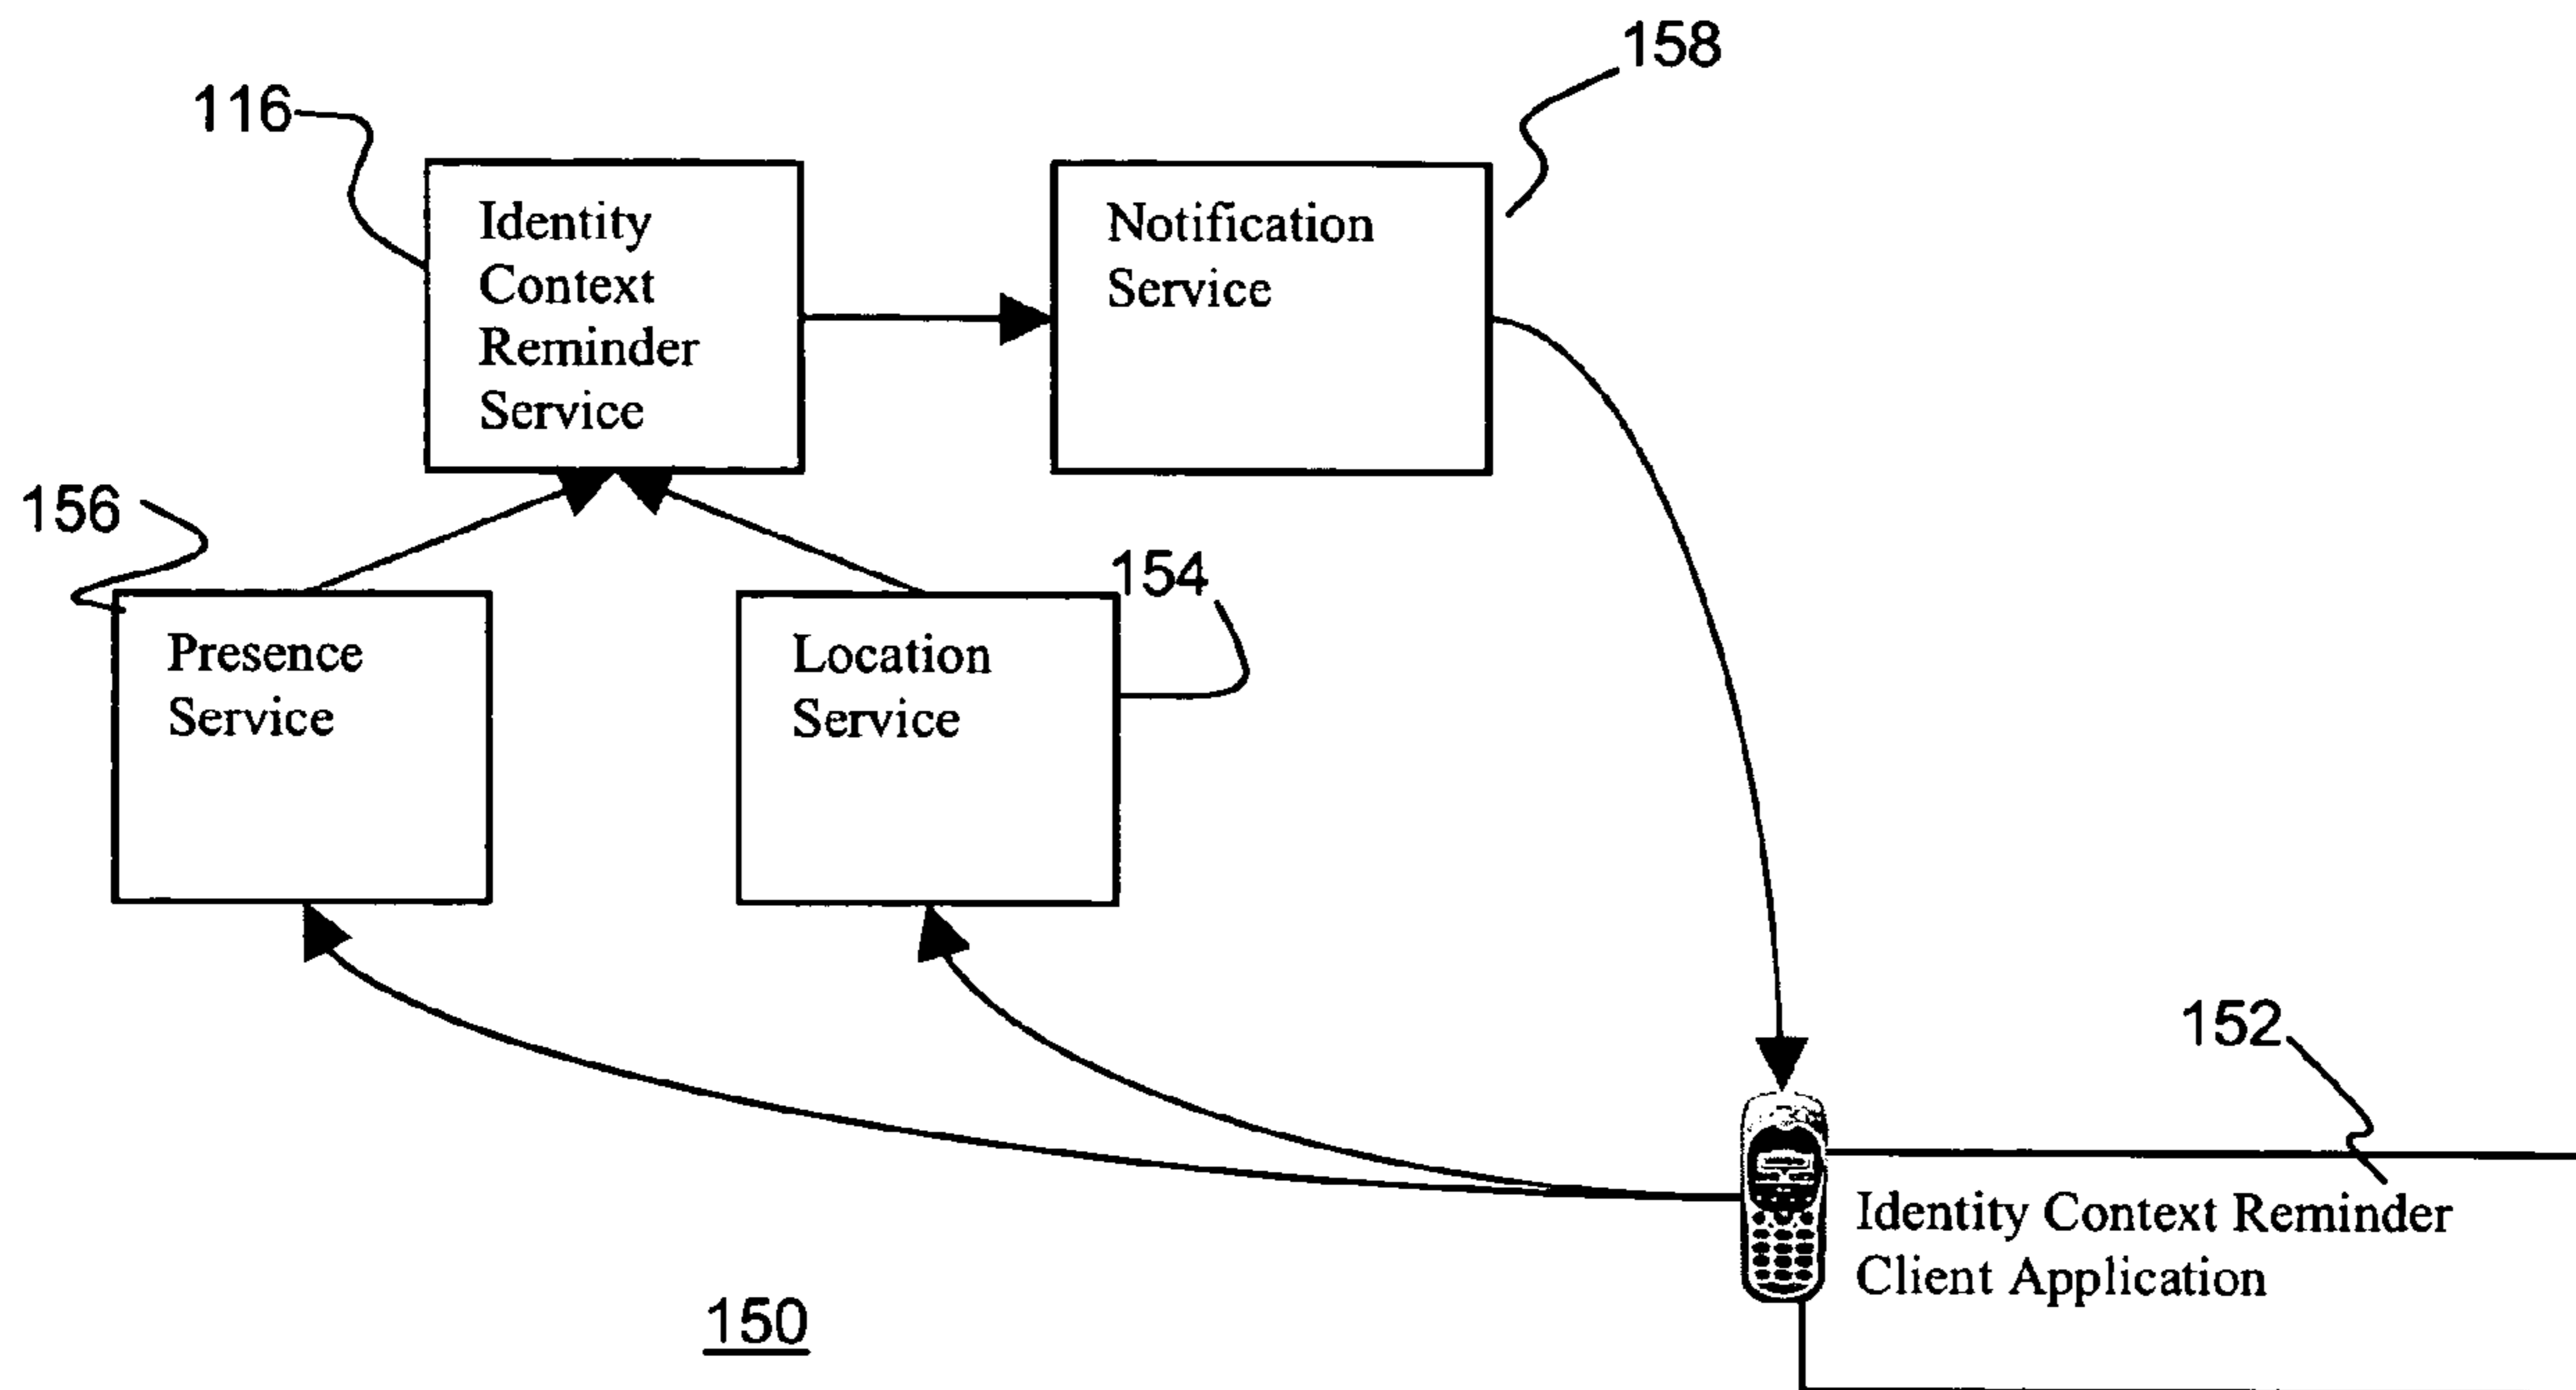 158
116
Identity
Context
Reminder
Service
Notification
Service
156
154
Presence
Service
Location
Service
152
Identity Context Reminder
Client Application
150